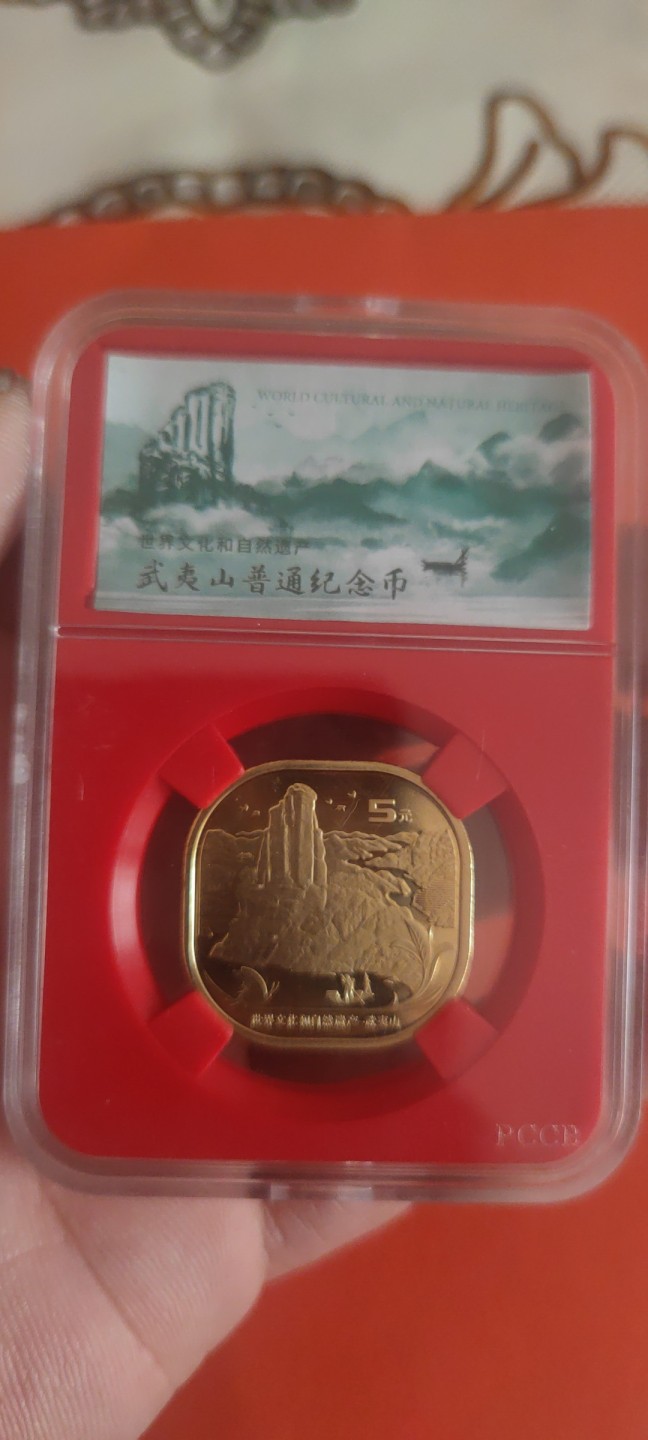 WORLD CULTURAL AND NATURAL HERITAGE
世界文化和自然遗产
武夷山普通纪念币
5元
世界文化和自然遗产·武夷山
PCCB